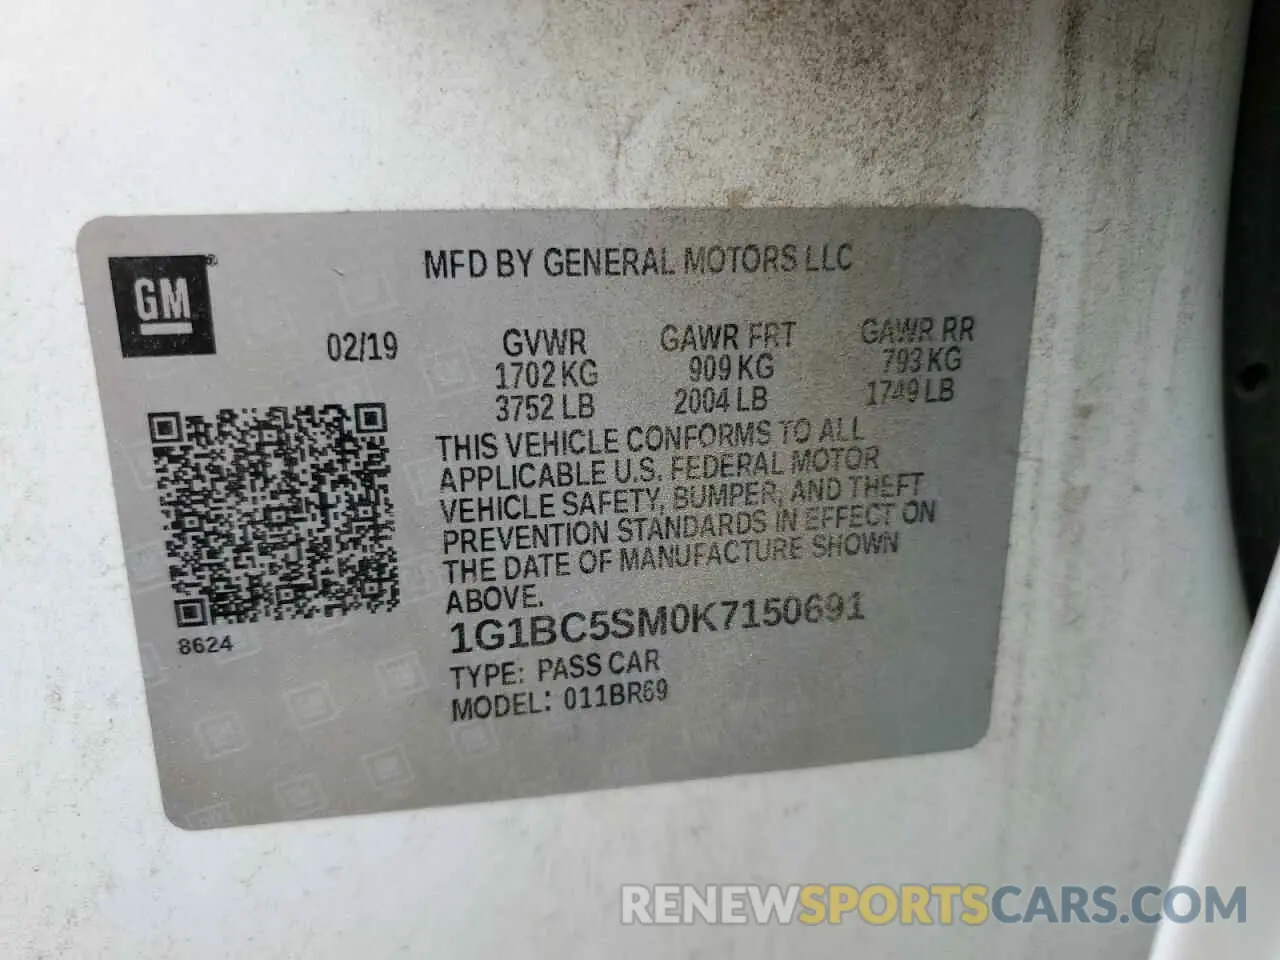 MFD BY GENERAL MOTORS LLC
GM®
02/19
GVWR GAWR FRT GAWR RR
1702 KG 909 KG 793 KG
3752 LB 2004 LB 1749 LB
THIS VEHICLE CONFORMS TO ALL
APPLICABLE U.S. FEDERAL MOTOR
VEHICLE SAFETY, BUMPER, AND THEFT
PREVENTION STANDARDS IN EFFECT ON
THE DATE OF MANUFACTURE SHOWN
ABOVE.
1G1BC5SM0K7150691
8624
TYPE: PASS CAR
MODEL: 011BR69
RENEWSPORTSCARS.COM